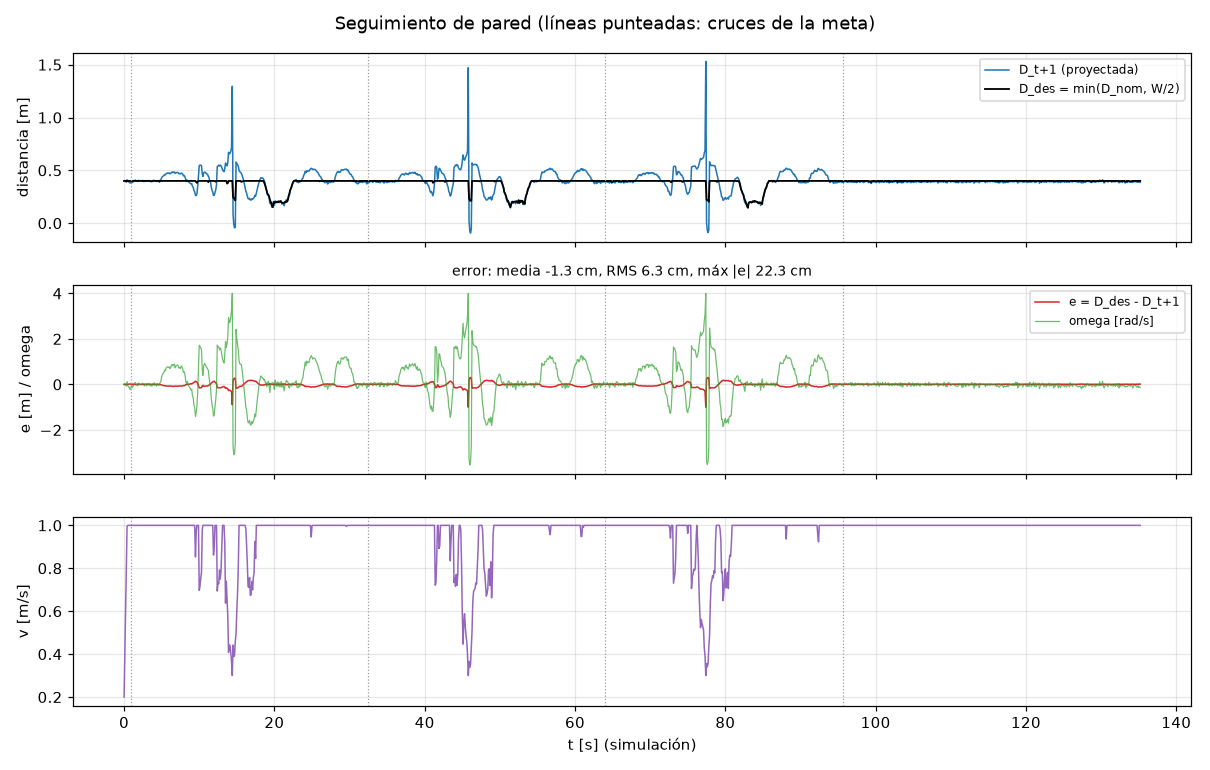 Seguimiento de pared (líneas punteadas: cruces de la meta)
distancia [m]
1.5
1.0
0.5
0.0
D_t+1 (proyectada)
D_des = min(D_nom, W/2)
error: media -1.3 cm, RMS 6.3 cm, máx |e| 22.3 cm
e [m] / omega
4
2
0
−2
e = D_des - D_t+1
omega [rad/s]
v [m/s]
1.0
0.8
0.6
0.4
0.2
0 20 40 60 80 100 120 140
t [s] (simulación)